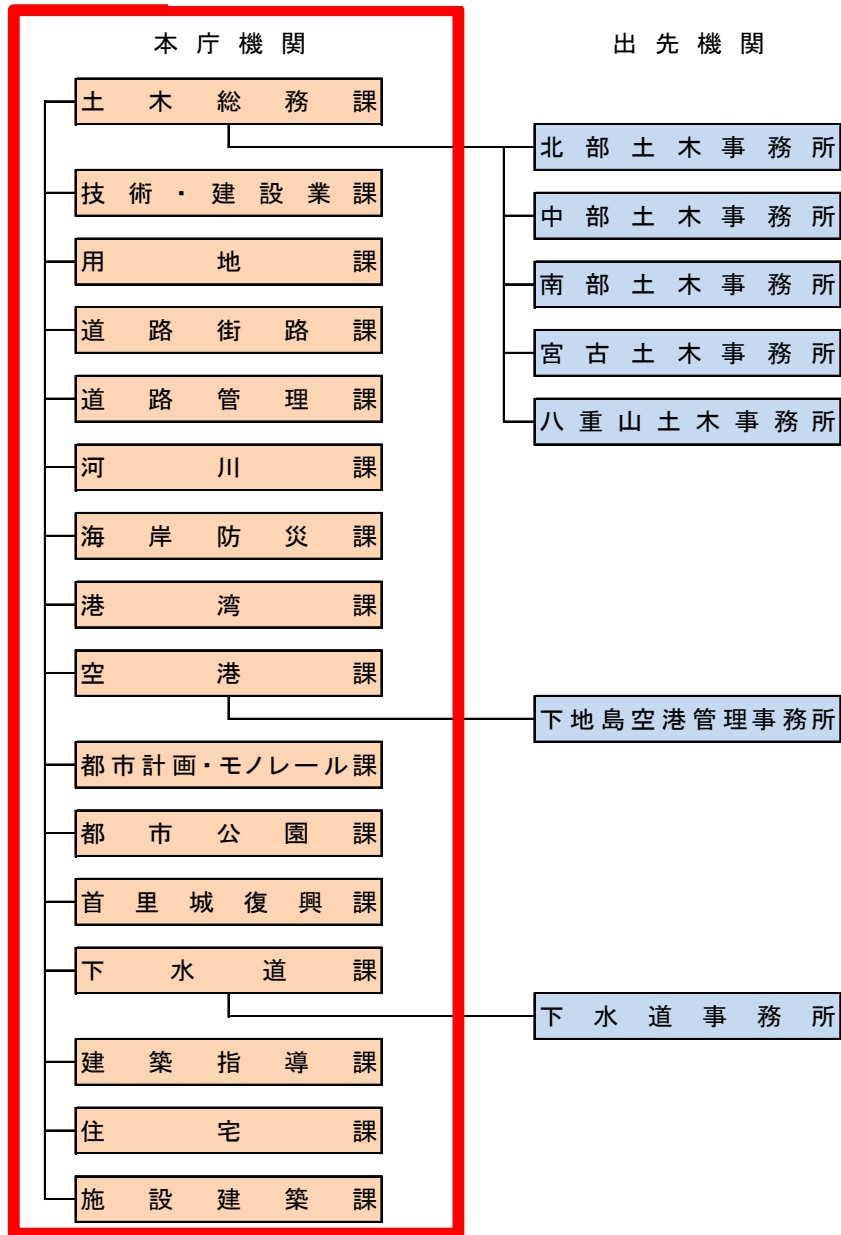 本庁機関
出先機関
土木総務課
北部土木事務所
技術・建設業課
中部土木事務所
用地課
南部土木事務所
道路街路課
宮古土木事務所
道路管理課
八重山土木事務所
河川課
海岸防災課
港湾課
空港課
下地島空港管理事務所
都市計画・モノレール課
都市公園課
首里城復興課
下水道課
下水道事務所
建築指導課
住宅課
施設建築課